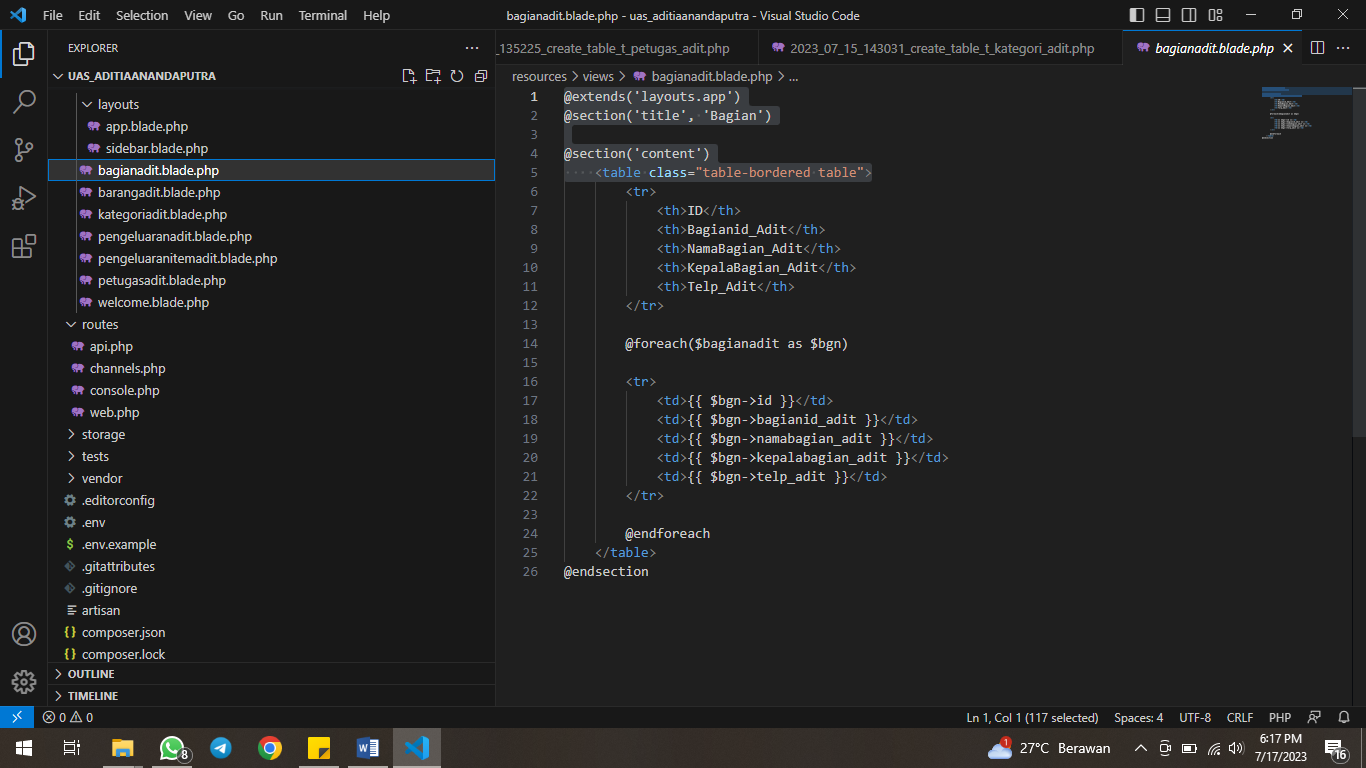 File Edit Selection View Go Run Terminal Help
bagianadit.blade.php - uas_aditiaanandaputra - Visual Studio Code
EXPLORER
UAS_ADITIAANANDAPUTRA
layouts
app.blade.php
sidebar.blade.php
bagianadit.blade.php
barangadit.blade.php
kategoriadit.blade.php
pengeluaranadit.blade.php
pengeluaranitemadit.blade.php
petugasadit.blade.php
welcome.blade.php
routes
api.php
channels.php
console.php
web.php
storage
tests
vendor
.editorconfig
.env
.env.example
.gitattributes
.gitignore
artisan
composer.json
composer.lock
OUTLINE
TIMELINE
_135225_create_table_t_petugas_adit.php 2023_07_15_143031_create_table_t_kategori_adit.php bagianadit.blade.php
resources > views > bagianadit.blade.php > ...
1 @extends('layouts.app')
2 @section('title', 'Bagian')
3
4 @section('content')
5 <table class="table-bordered table">
6 <tr>
7 <th>ID</th>
8 <th>Bagianid_Adit</th>
9 <th>NamaBagian_Adit</th>
10 <th>KepalaBagian_Adit</th>
11 <th>Telp_Adit</th>
12 </tr>
13
14 @foreach($bagianadit as $bgn)
15
16 <tr>
17 <td>{{ $bgn->id }}</td>
18 <td>{{ $bgn->bagianid_adit }}</td>
19 <td>{{ $bgn->namabagian_adit }}</td>
20 <td>{{ $bgn->kepalabagian_adit }}</td>
21 <td>{{ $bgn->telp_adit }}</td>
22 </tr>
23
24 @endforeach
25 </table>
26 @endsection
0 0 Ln 1, Col 1 (117 selected) Spaces: 4 UTF-8 CRLF PHP
8 1 27°C Berawan 6:17 PM
7/17/2023 16